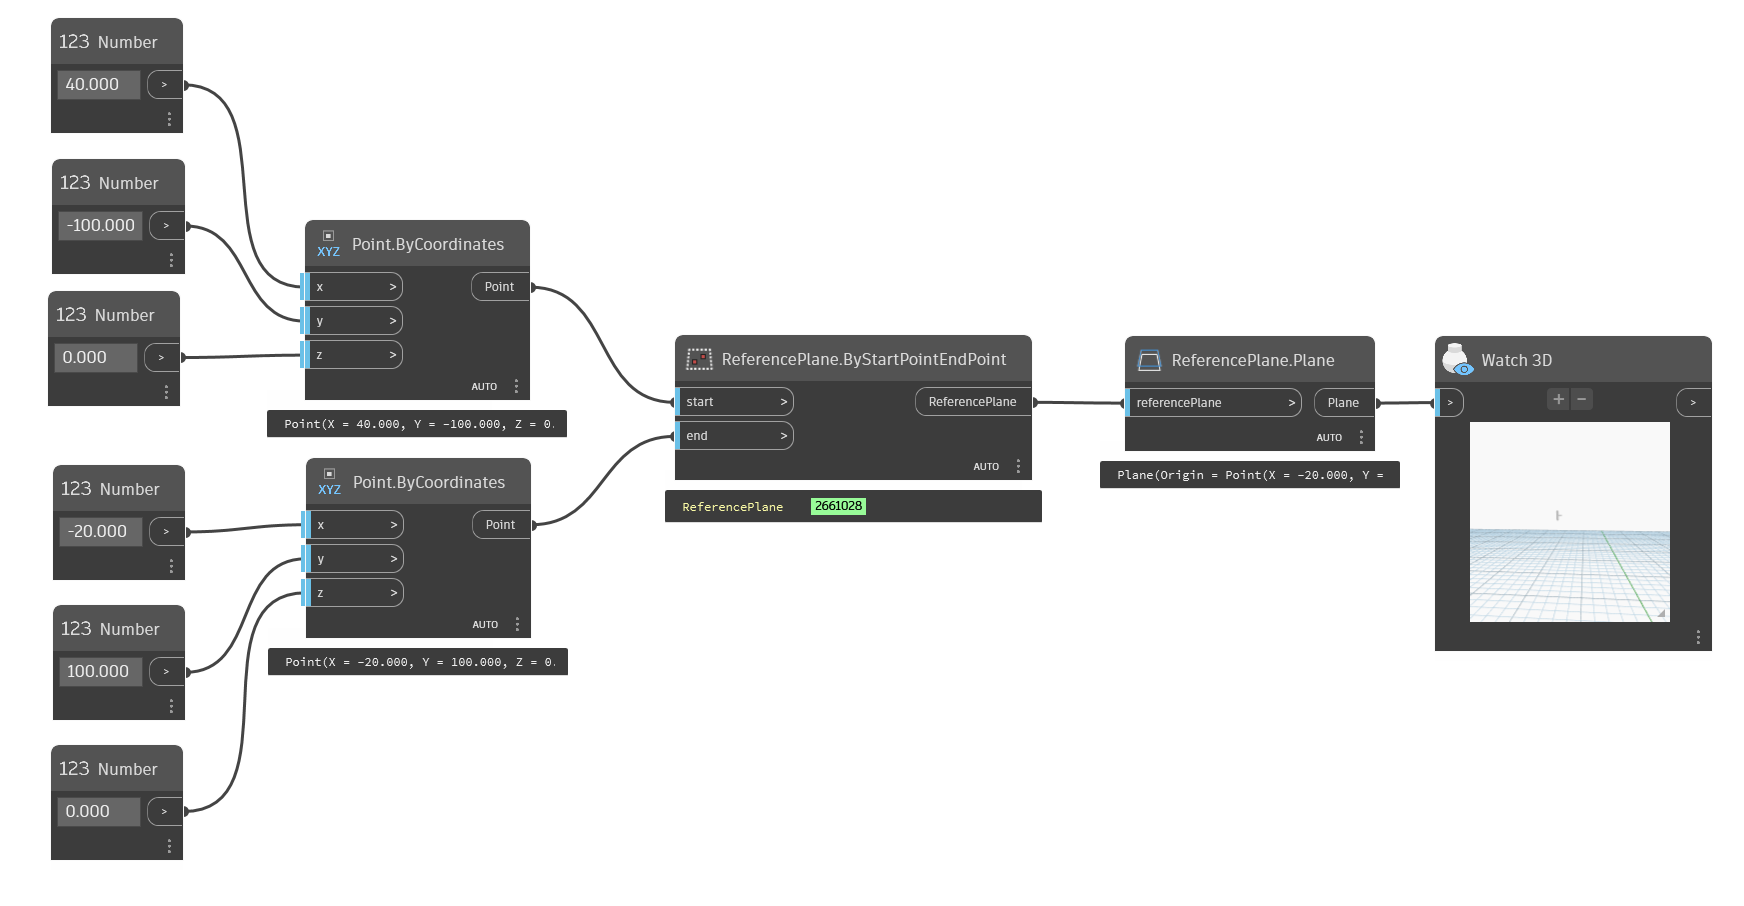 123 Number
40.000 >
123 Number
-100.000 >
123 Number
0.000 >
XYZ Point.ByCoordinates
x > Point
y >
z >
AUTO
Point(X = 40.000, Y = -100.000, Z = 0.
123 Number
-20.000 >
123 Number
100.000 >
123 Number
0.000 >
XYZ Point.ByCoordinates
x > Point
y >
z >
AUTO
Point(X = -20.000, Y = 100.000, Z = 0.
ReferencePlane.ByStartPointEndPoint
start > ReferencePlane
end >
AUTO
ReferencePlane 2661028
ReferencePlane.Plane
referencePlane > Plane
AUTO
Plane(Origin = Point(X = -20.000, Y =
Watch 3D
> + - >